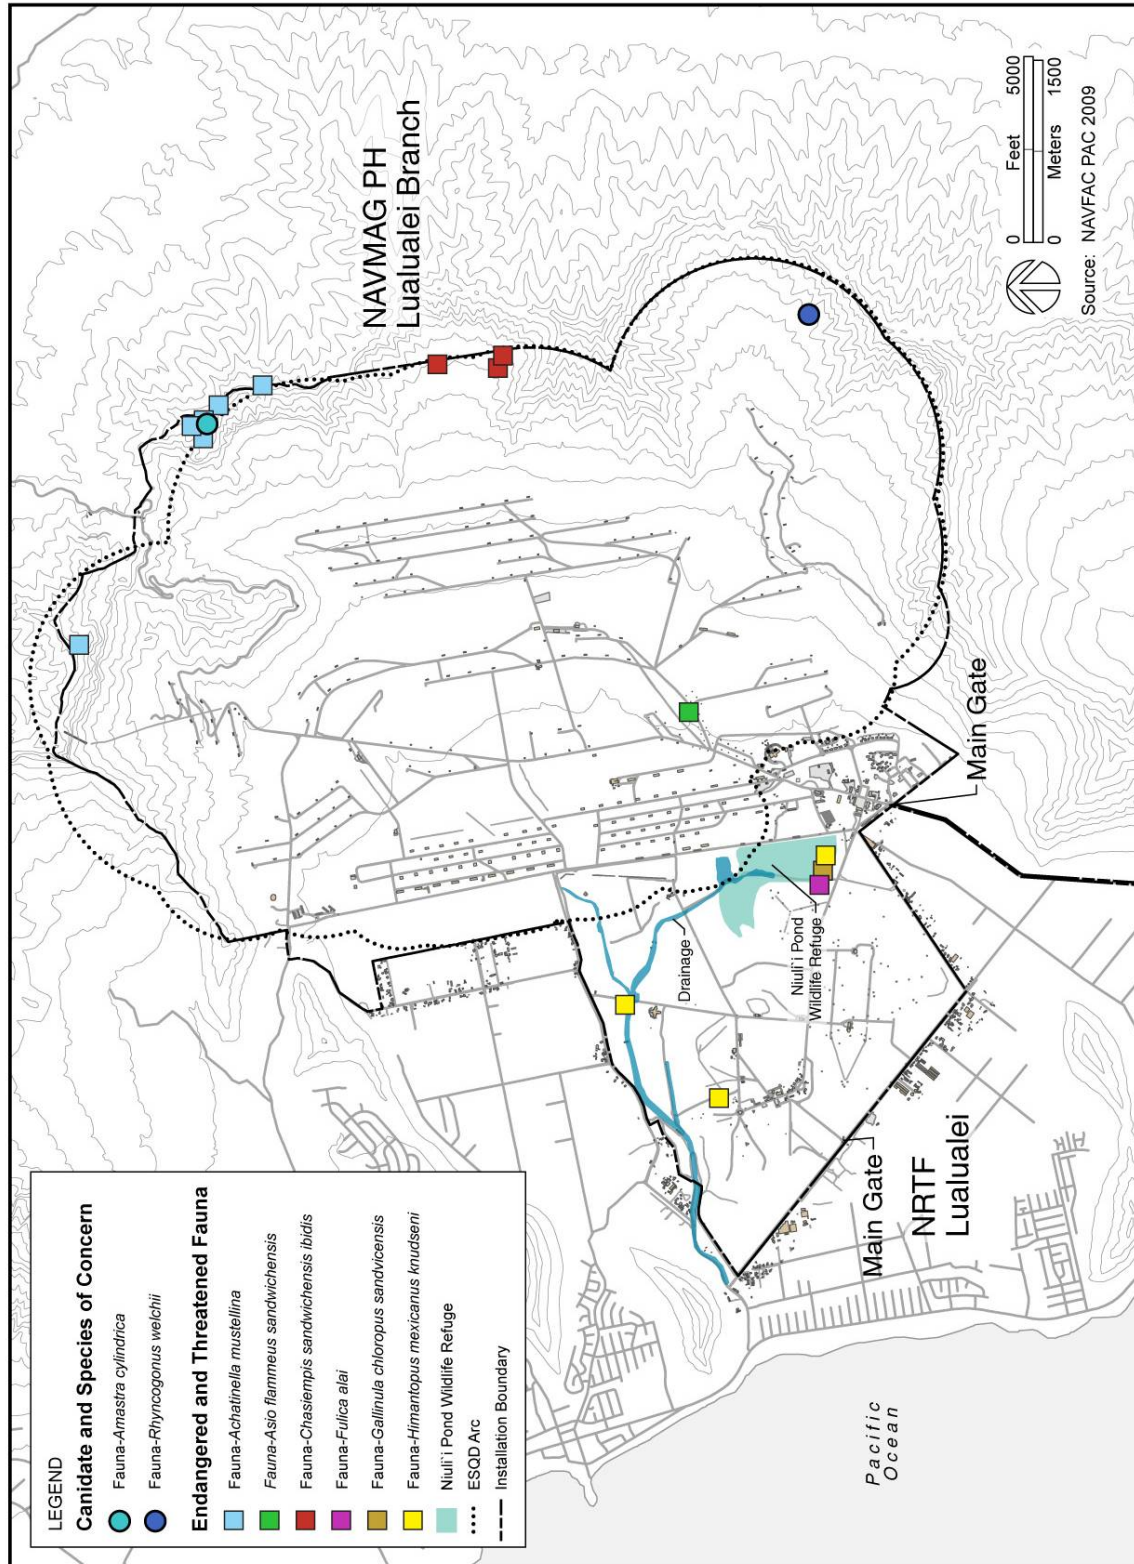 LEGEND
Canidate and Species of Concern
Fauna-Amastra cylindrica
Fauna-Rhyncogonus welchii
Endangered and Threatened Fauna
Fauna-Achatinella mustellina
Fauna-Asio flammeus sandwichensis
Fauna-Chasiempis sandwichensis ibidis
Fauna-Fulica alai
Fauna-Gallinula chloropus sandvicensis
Fauna-Himantopus mexicanus knudseni
Niuli`i Pond Wildlife Refuge
ESQD Arc
Installation Boundary
NAVMAG PH
Lualualei Branch
Drainage
Niuli`i Pond
Wildlife Refuge
Main Gate
Main Gate
NRTF
Lualualei
Pacific
Ocean
0 Feet 5000
0 Meters 1500
Source: NAVFAC PAC 2009